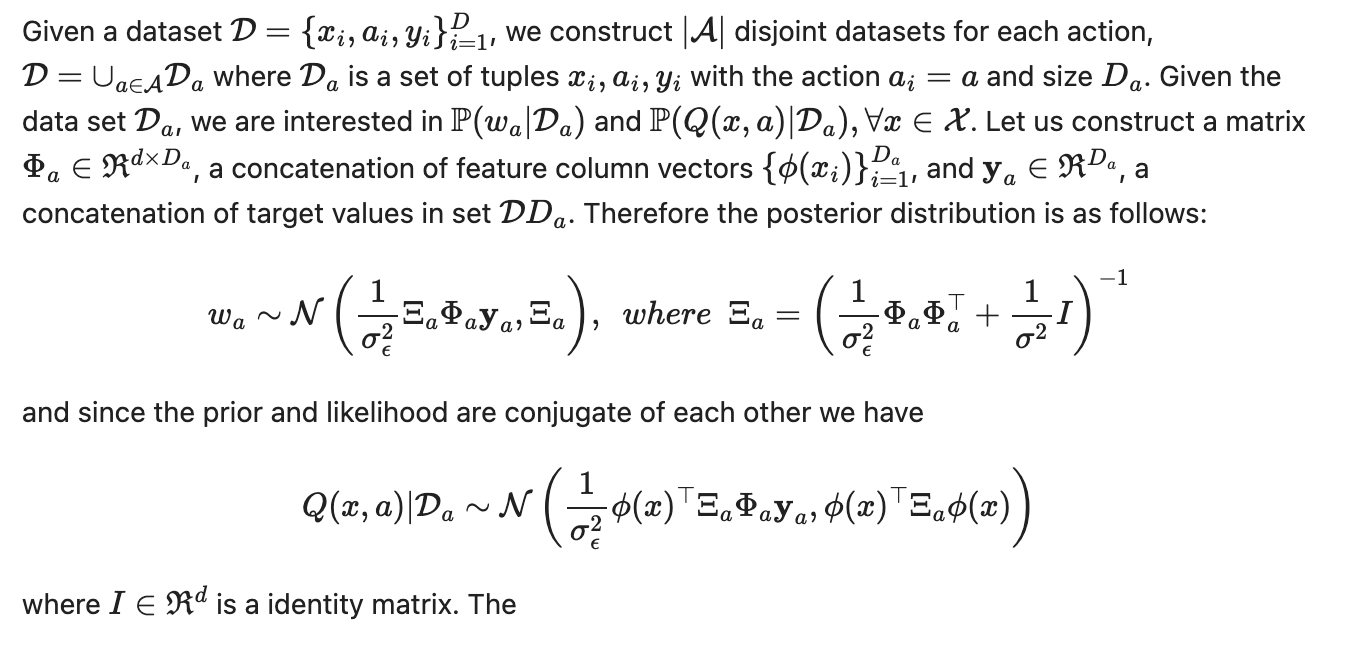 Given a dataset $\mathcal{D} = \{x_i, a_i, y_i\}_{i=1}^{D}$, we construct $|\mathcal{A}|$ disjoint datasets for each action,
$\mathcal{D} = \cup_{a \in \mathcal{A}} \mathcal{D}_a$ where $\mathcal{D}_a$ is a set of tuples $x_i, a_i, y_i$ with the action $a_i = a$ and size $D_a$. Given the
data set $\mathcal{D}_a$, we are interested in $\mathbb{P}(w_a|\mathcal{D}_a)$ and $\mathbb{P}(Q(x, a)|\mathcal{D}_a), \forall x \in \mathcal{X}$. Let us construct a matrix
$\Phi_a \in \Re^{d \times D_a}$, a concatenation of feature column vectors $\{\phi(x_i)\}_{i=1}^{D_a}$, and $\mathbf{y}_a \in \Re^{D_a}$, a
concatenation of target values in set $\mathcal{DD}_a$. Therefore the posterior distribution is as follows:
$w_a \sim \mathcal{N}\left(\frac{1}{\sigma_\epsilon^2} \Xi_a \Phi_a \mathbf{y}_a, \Xi_a\right), \; where \; \Xi_a = \left(\frac{1}{\sigma_\epsilon^2} \Phi_a \Phi_a^\top + \frac{1}{\sigma^2} I\right)^{-1}$
and since the prior and likelihood are conjugate of each other we have
$Q(x, a)|\mathcal{D}_a \sim \mathcal{N}\left(\frac{1}{\sigma_\epsilon^2} \phi(x)^\top \Xi_a \Phi_a \mathbf{y}_a, \phi(x)^\top \Xi_a \phi(x)\right)$
where $I \in \Re^d$ is a identity matrix. The